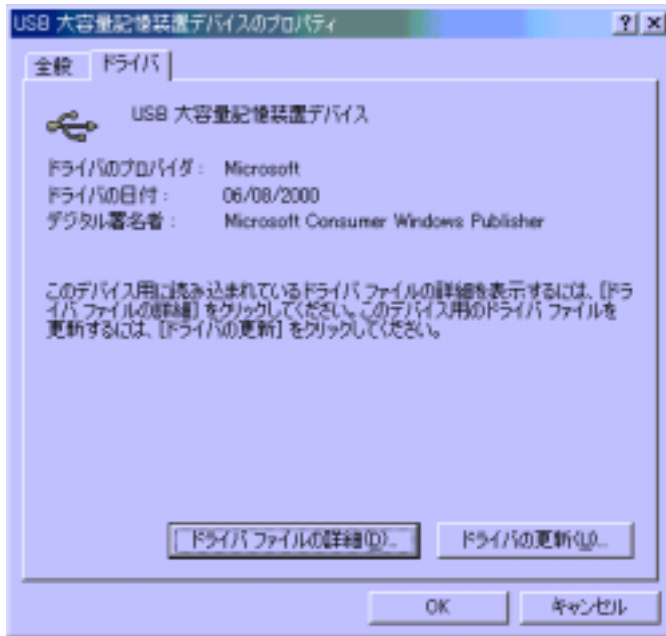 USB 大容量記憶装置デバイスのプロパティ
全般
ドライバ
USB 大容量記憶装置デバイス
ドライバのプロバイダ： Microsoft
ドライバの日付： 06/08/2000
デジタル署名者： Microsoft Consumer Windows Publisher
このデバイス用に読み込まれているドライバ ファイルの詳細を表示するには、[ドラ
イバ ファイルの詳細] をクリックしてください。このデバイス用のドライバ ファイルを
更新するには、[ドライバの更新] をクリックしてください。
ドライバ ファイルの詳細(D)...
ドライバの更新(U)...
OK
キャンセル